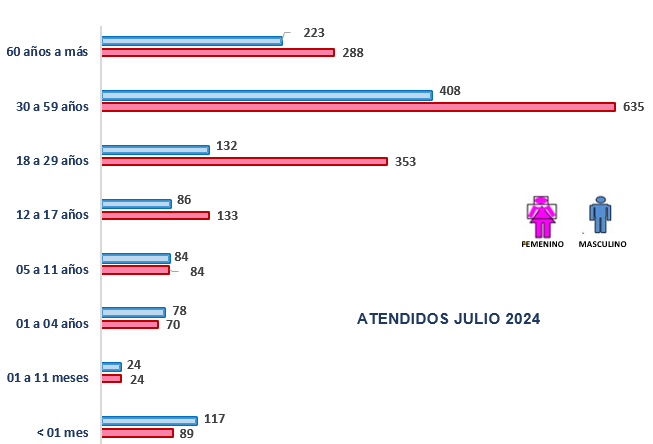 223
60 años a más
288
408
30 a 59 años
635
132
18 a 29 años
353
86
12 a 17 años
133
FEMENINO MASCULINO
84
05 a 11 años
84
78
01 a 04 años
70
ATENDIDOS JULIO 2024
24
01 a 11 meses
24
117
< 01 mes
89